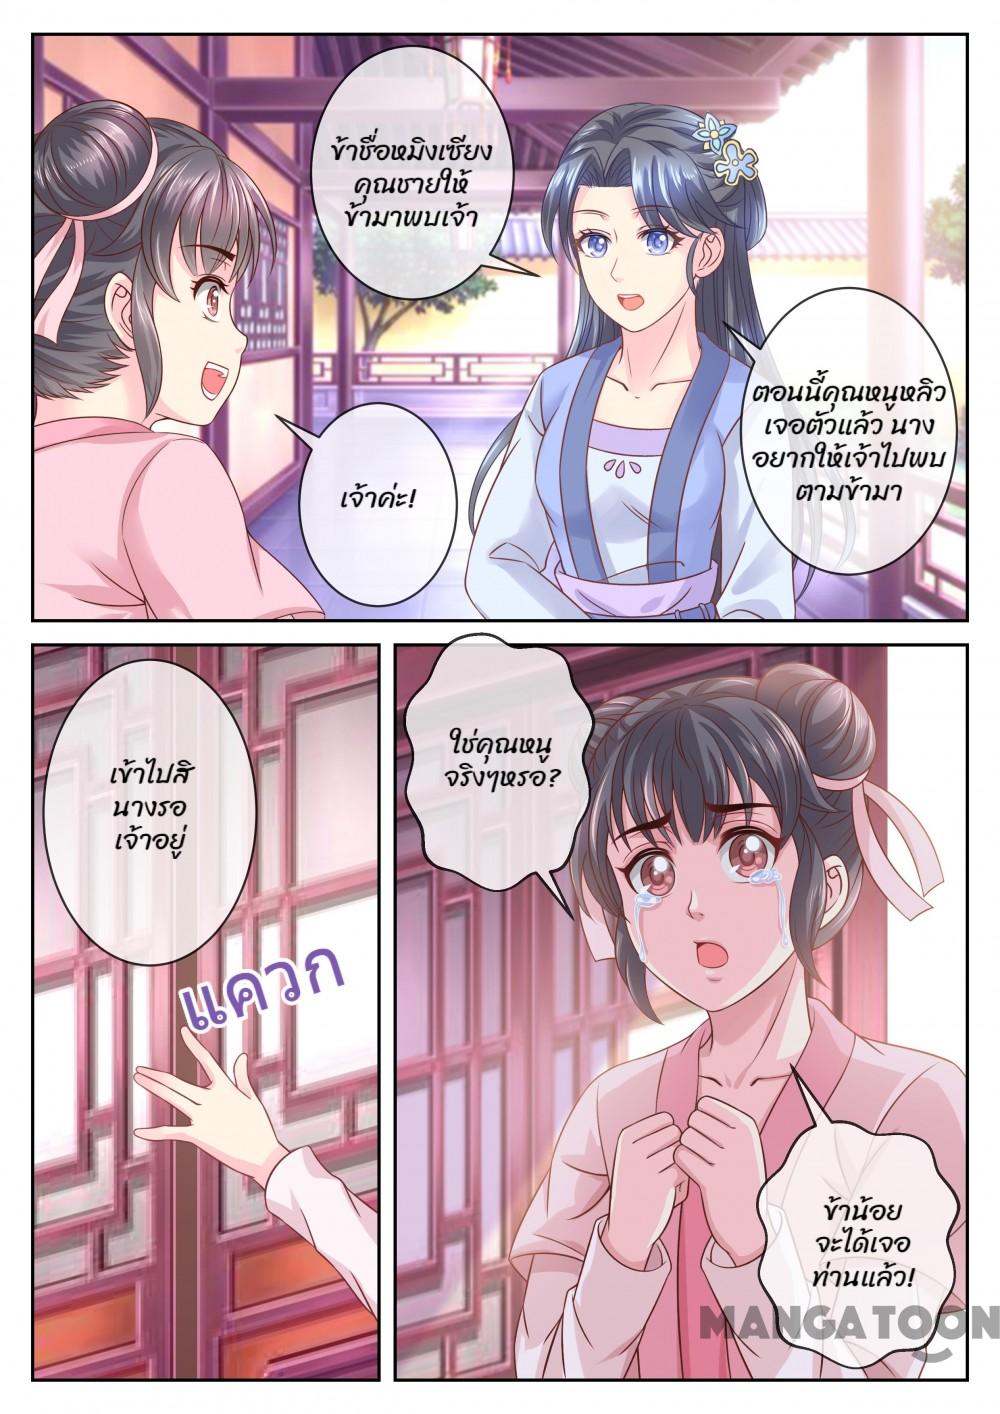 ข้าชื่อหมิงเซียง
คุณชายให้
ข้ามาพบเจ้า
ตอนนี้คุณหนูหลิว
เจอตัวแล้ว นาง
อยากให้เจ้าไปพบ
ตามข้ามา
เจ้าค่ะ!
เข้าไปสิ
นางรอ
เจ้าอยู่
แควก
ใช่คุณหนู
จริงๆหรอ?
ข้าน้อย
จะได้เจอ
ท่านแล้ว!
MANGATOON